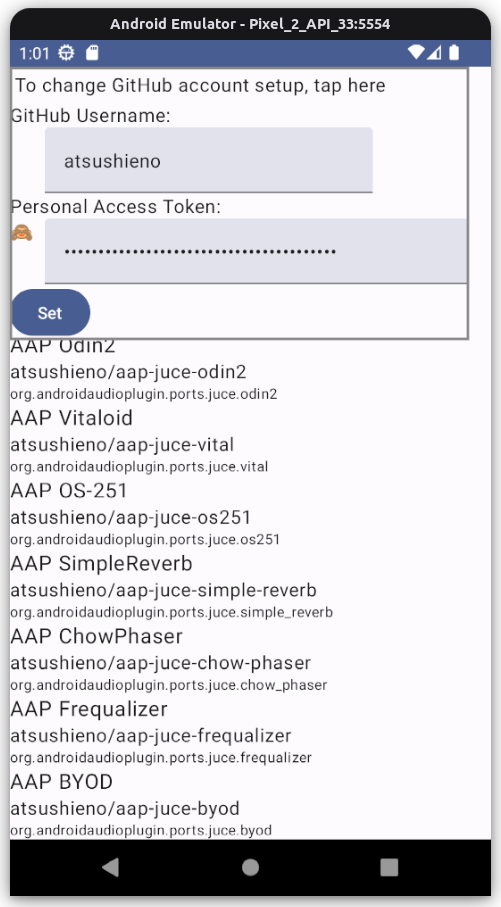 Android Emulator - Pixel_2_API_33:5554
1:01
To change GitHub account setup, tap here
GitHub Username:
atsushieno
Personal Access Token:
••••••••••••••••••••••••••••••••••••••••
Set
AAP Odin2
atsushieno/aap-juce-odin2
org.androidaudioplugin.ports.juce.odin2
AAP Vitaloid
atsushieno/aap-juce-vital
org.androidaudioplugin.ports.juce.vital
AAP OS-251
atsushieno/aap-juce-os251
org.androidaudioplugin.ports.juce.os251
AAP SimpleReverb
atsushieno/aap-juce-simple-reverb
org.androidaudioplugin.ports.juce.simple_reverb
AAP ChowPhaser
atsushieno/aap-juce-chow-phaser
org.androidaudioplugin.ports.juce.chow_phaser
AAP Frequalizer
atsushieno/aap-juce-frequalizer
org.androidaudioplugin.ports.juce.frequalizer
AAP BYOD
atsushieno/aap-juce-byod
org.androidaudioplugin.ports.juce.byod